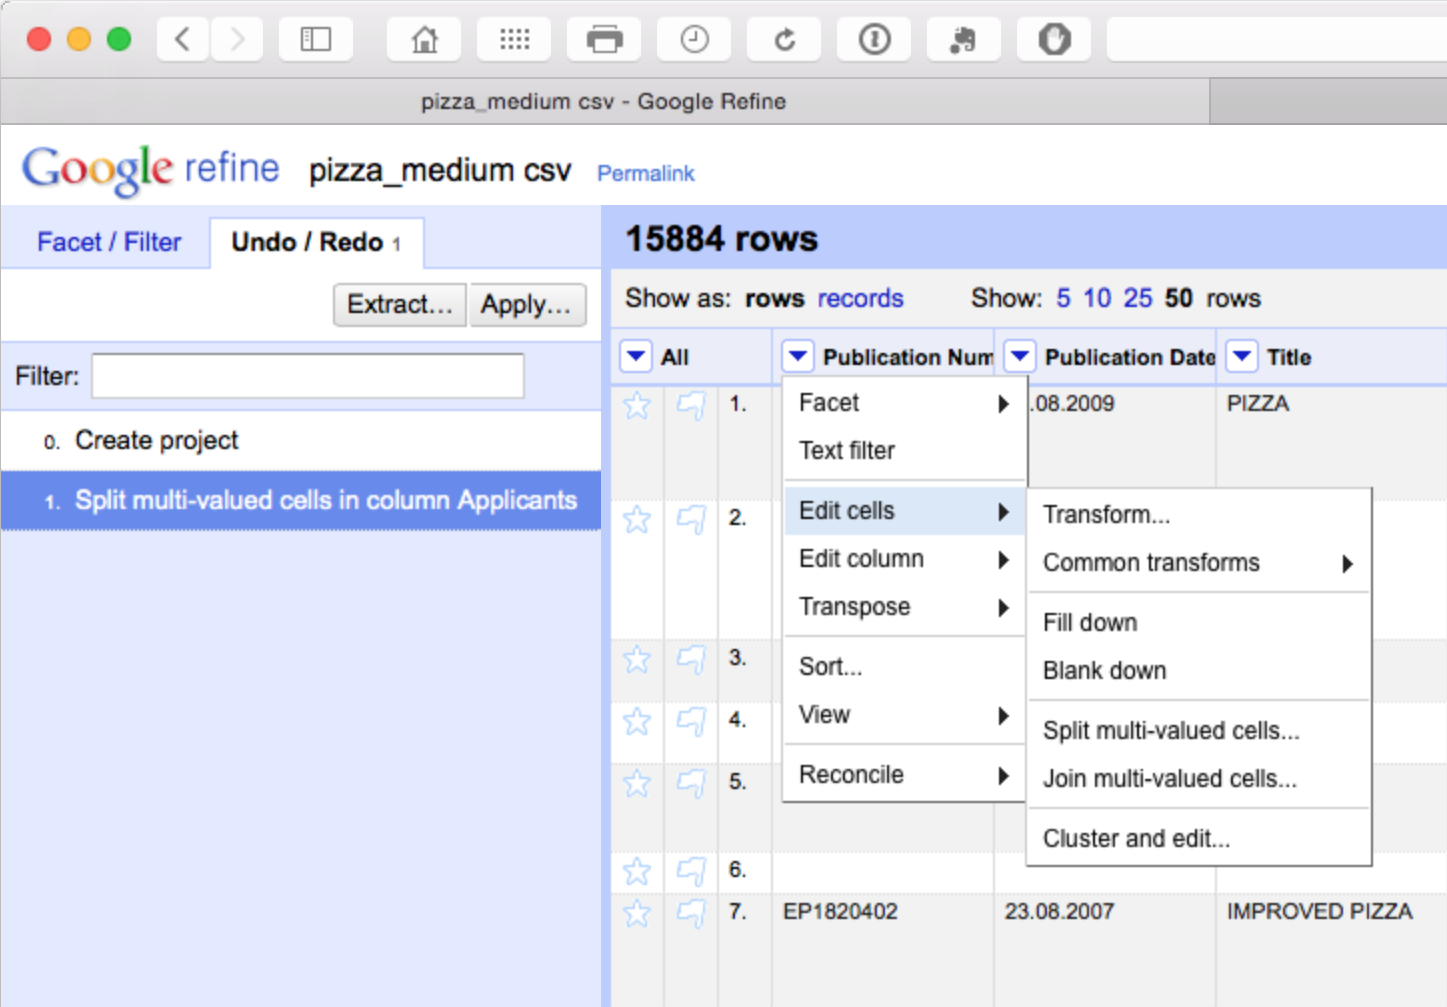 pizza_medium csv - Google Refine
Google refine pizza_medium csv Permalink
Facet / Filter Undo / Redo 1
Extract... Apply...
Filter:
0. Create project
1. Split multi-valued cells in column Applicants
15884 rows
Show as: rows records Show: 5 10 25 50 rows
All Publication Num Publication Date Title
1. .08.2009 PIZZA
2.
3.
4.
5.
6.
7. EP1820402 23.08.2007 IMPROVED PIZZA
Facet
Text filter
Edit cells
Edit column
Transpose
Sort...
View
Reconcile
Transform...
Common transforms
Fill down
Blank down
Split multi-valued cells...
Join multi-valued cells...
Cluster and edit...